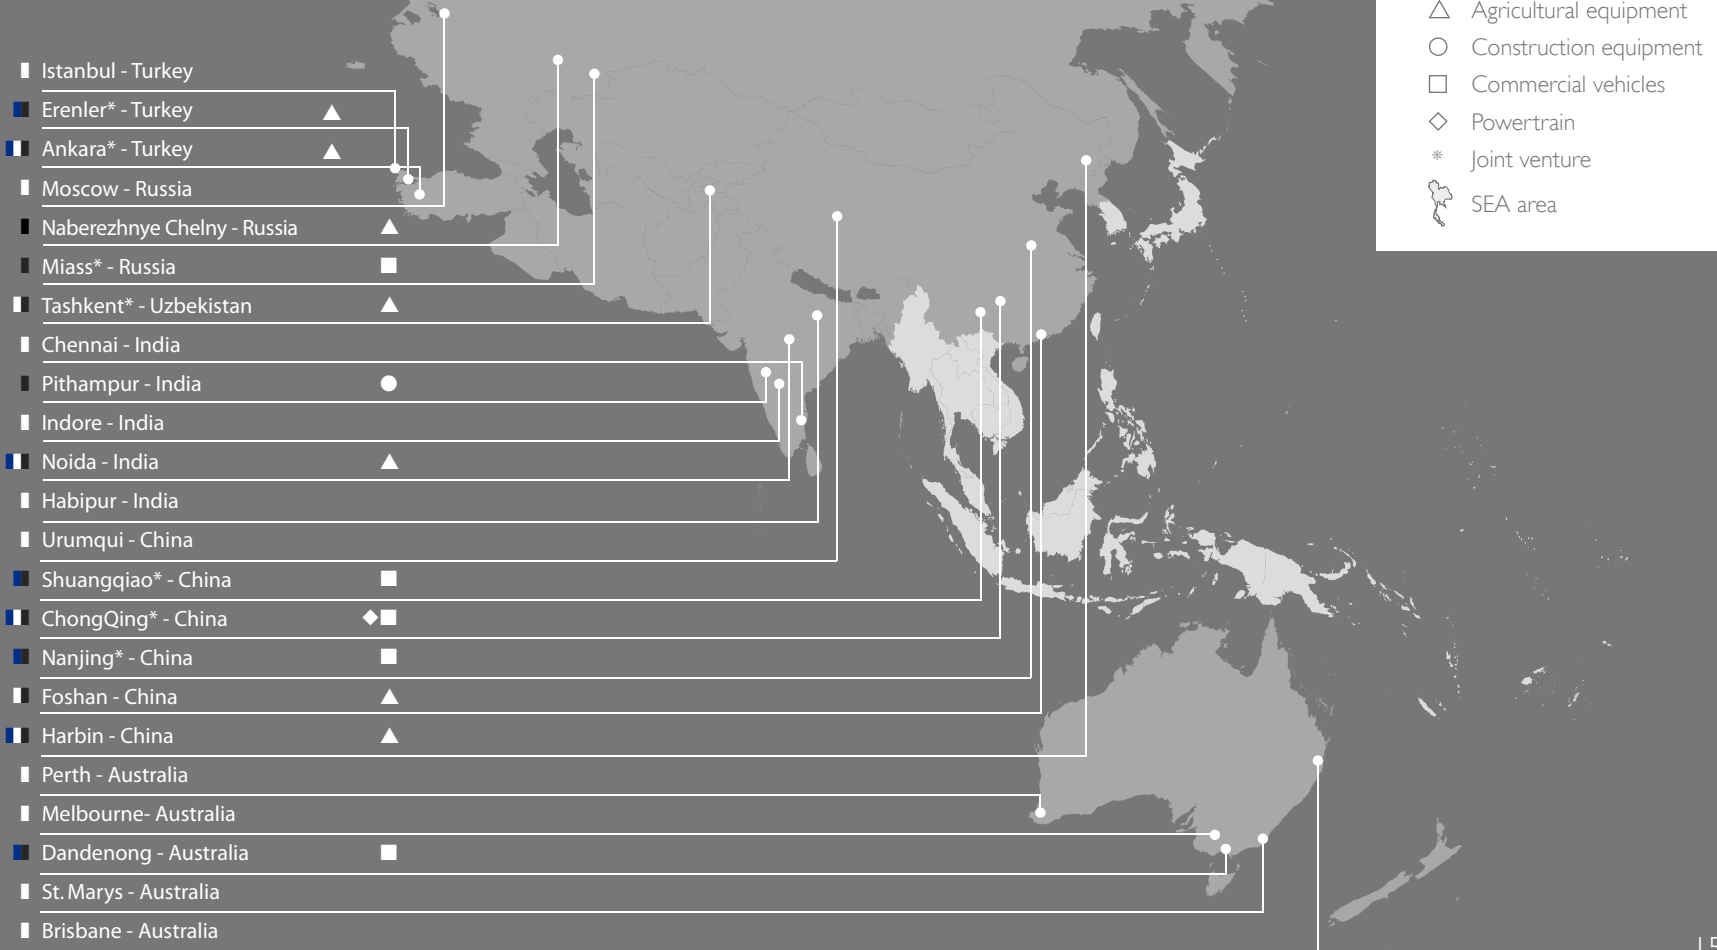 Istanbul - Turkey
Erenler* - Turkey
Ankara* - Turkey
Moscow - Russia
Naberezhnye Chelny - Russia
Miass* - Russia
Tashkent* - Uzbekistan
Chennai - India
Pithampur - India
Indore - India
Noida - India
Habipur - India
Urumqui - China
Shuangqiao* - China
ChongQing* - China
Nanjing* - China
Foshan - China
Harbin - China
Perth - Australia
Melbourne- Australia
Dandenong - Australia
St. Marys - Australia
Brisbane - Australia
Agricultural equipment
Construction equipment
Commercial vehicles
Powertrain
* Joint venture
SEA area